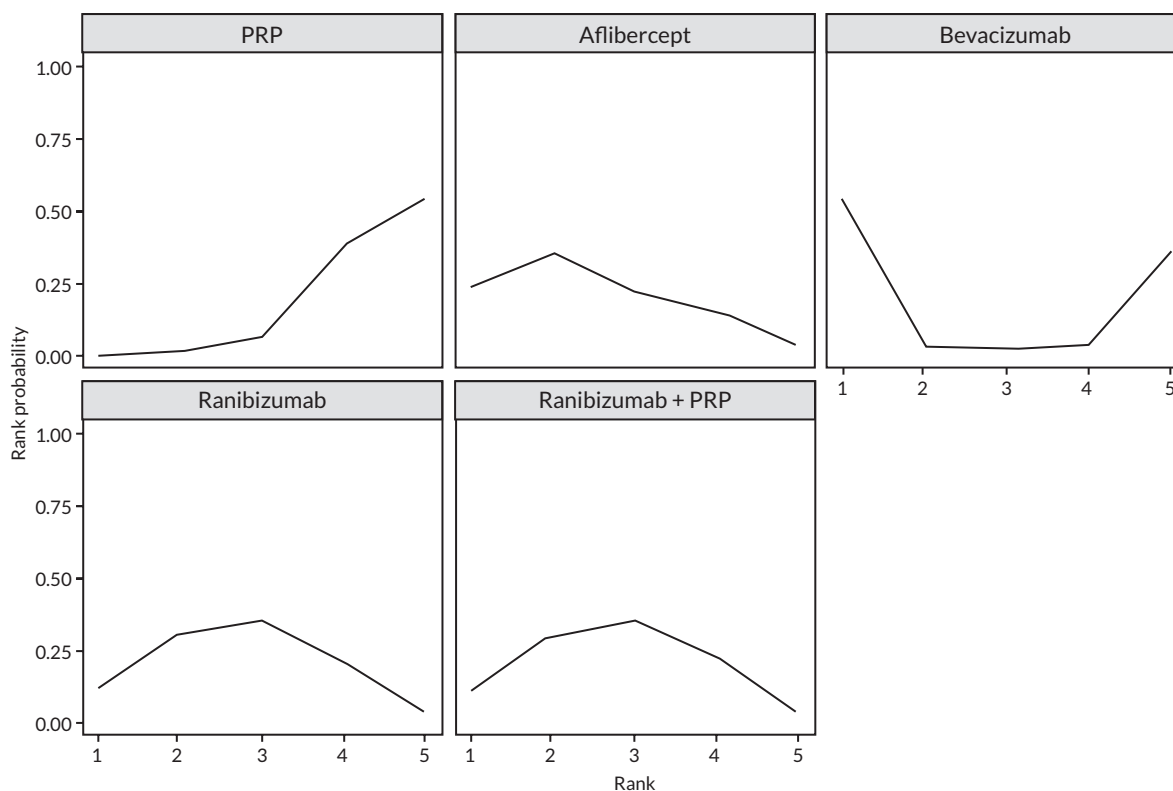 PRP
Aflibercept
Bevacizumab
1.00
0.75
0.50
0.25
0.00
1 2 3 4 5
Rank probability
Ranibizumab
Ranibizumab + PRP
1.00
0.75
0.50
0.25
0.00
1 2 3 4 5
1 2 3 4 5
Rank